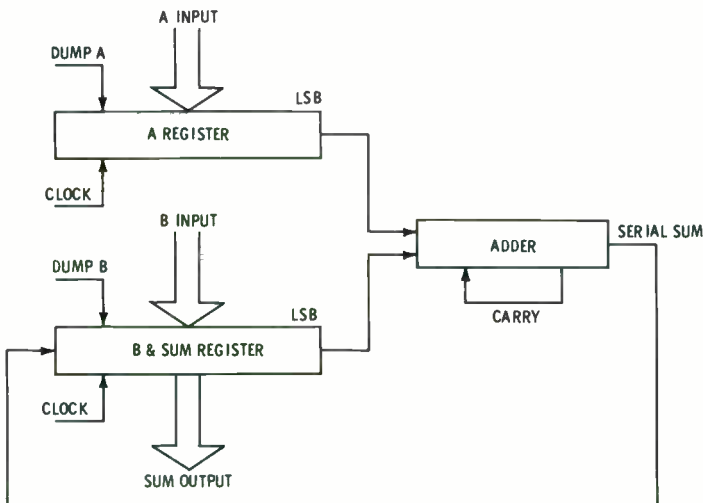 A INPUT
DUMP A
LSB
A REGISTER
CLOCK
B INPUT
SERIAL SUM
ADDER
DUMP B
LSB
CARRY
B & SUM REGISTER
CLOCK
SUM OUTPUT